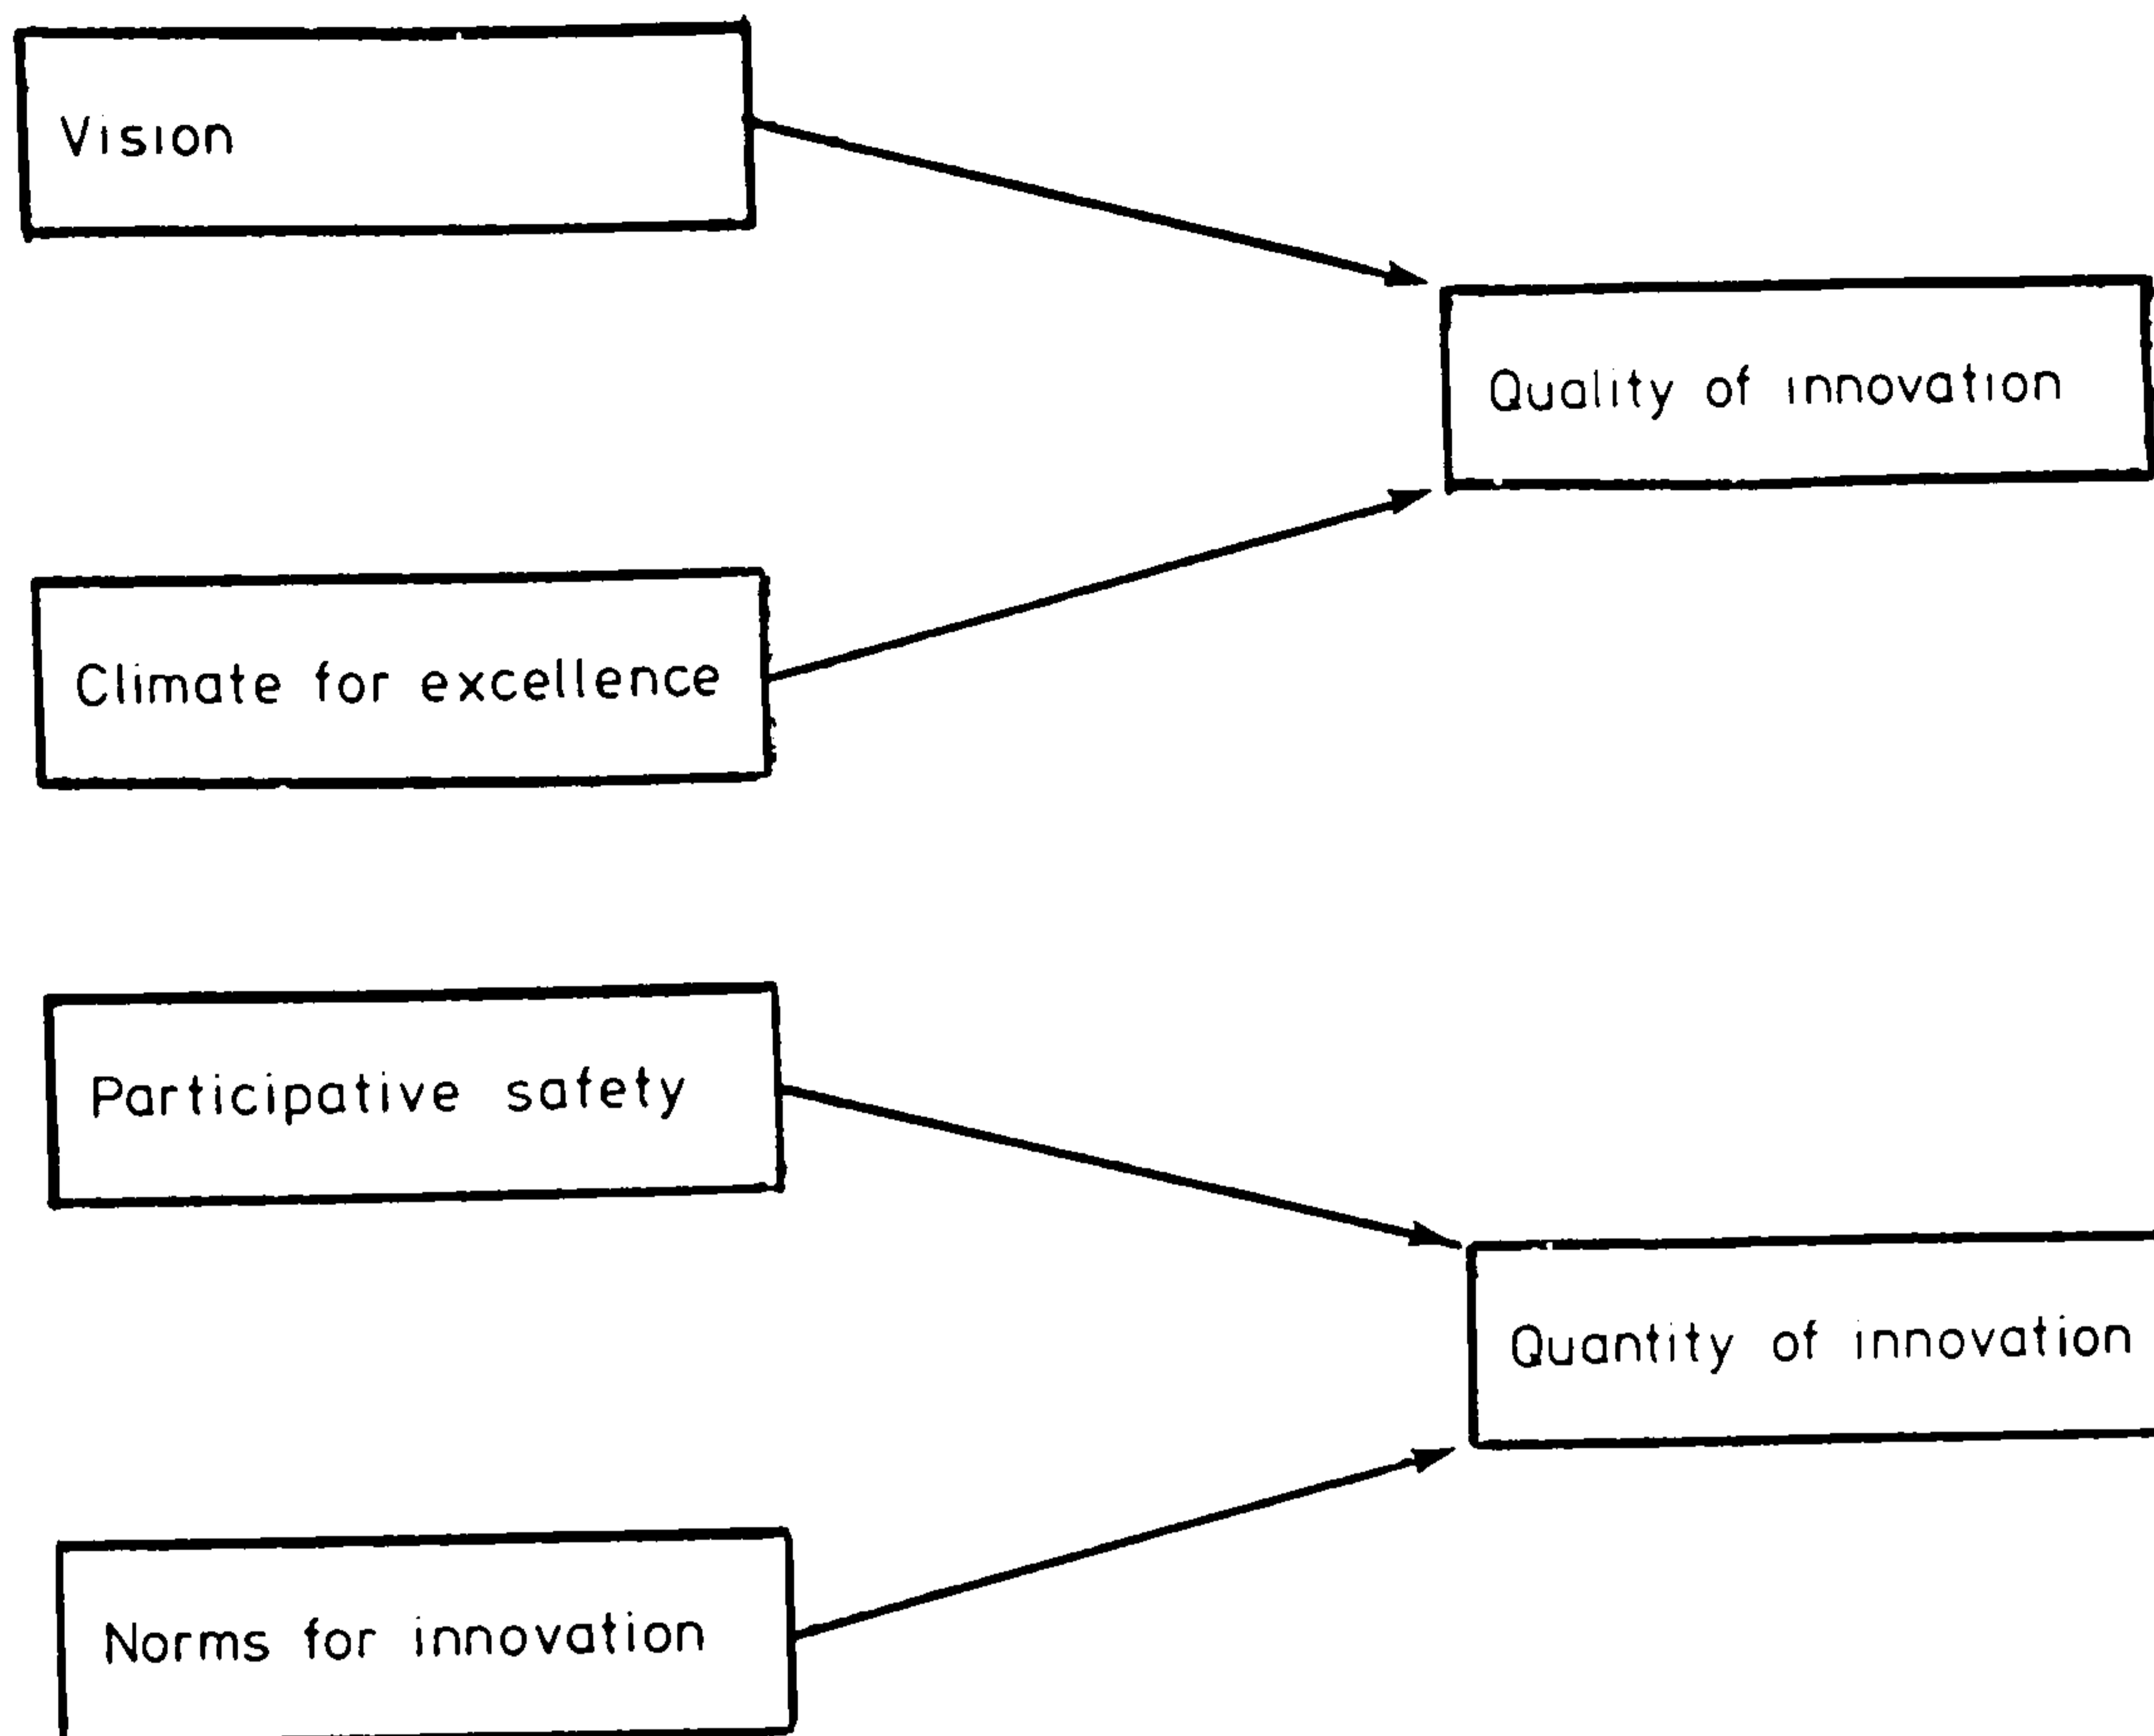 Vision
Quality of innovation
Climate for excellence
Participative safety
Quantity of innovation
Norms for innovation